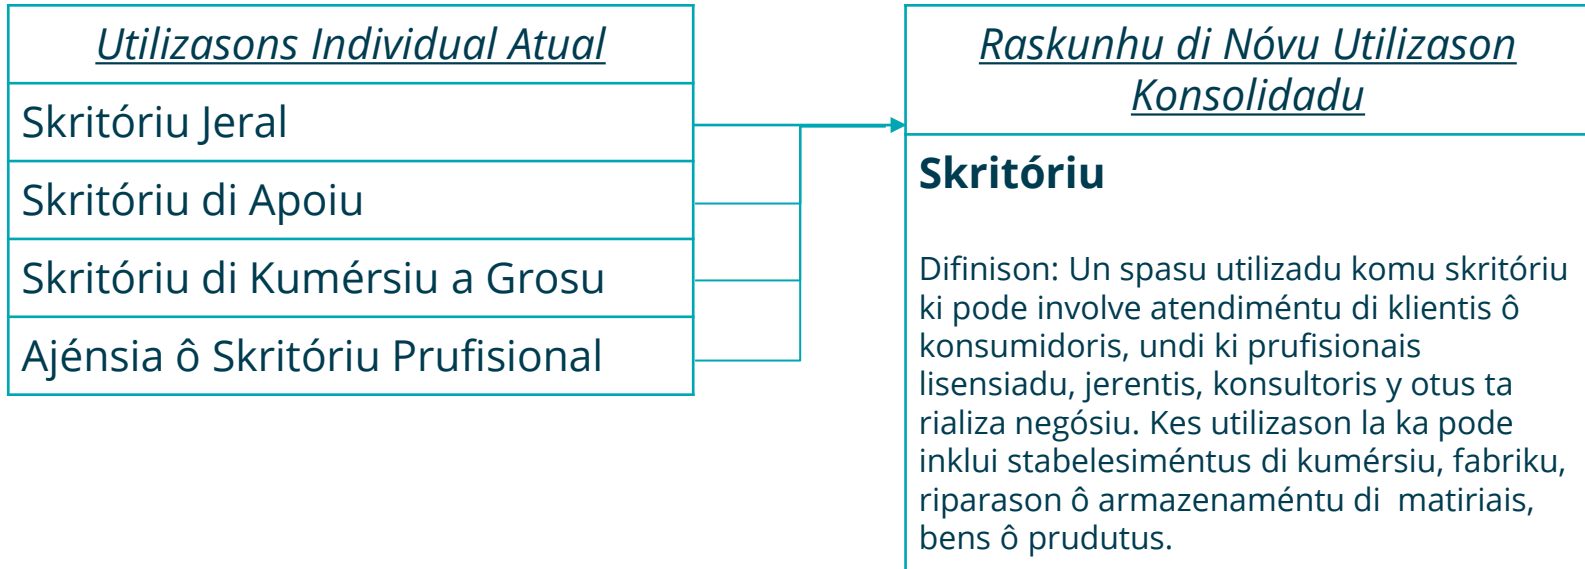 Utilizasons Individual Atual
Skritóriu Jeral
Skritóriu di Apoiu
Skritóriu di Kumérsiu a Grosu
Ajénsia ô Skritóriu Prufisional
Raskunhu di Nóvu Utilizason
Konsolidadu
Skritóriu
Difinison: Un spasu utilizadu komu skritóriu
ki pode involve atendiméntu di klientis ô
konsumidoris, undi ki prufisionais
lisensiadu, jerentis, konsultoris y otus ta
rializa negósiu. Kes utilizason la ka pode
inklui stabelesiméntus di kumérsiu, fabriku,
riparason ô armazenaméntu di matiriais,
bens ô prudutus.